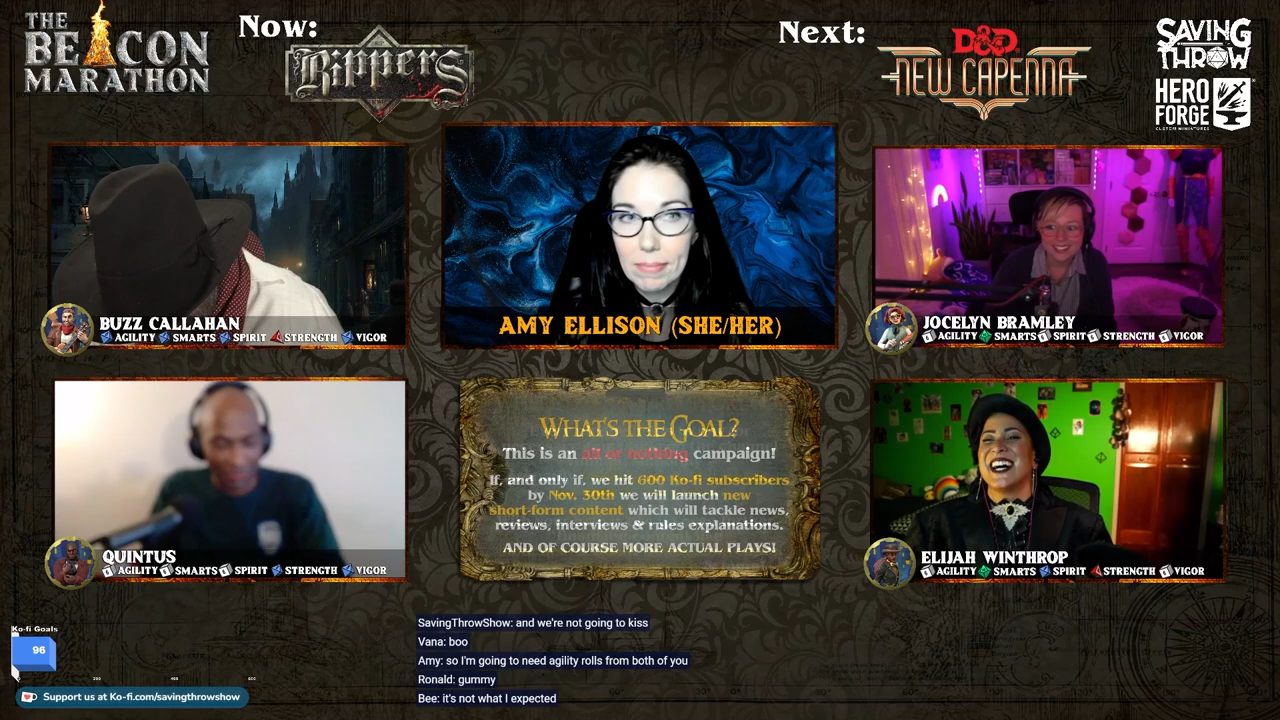 THE
BEACON
MARATHON
Now:
Rippers
Next:
D&D
NEW CAPENNA
SAVING
THROW
HERO
FORGE
CUSTOM MINIATURES
BUZZ CALLAHAN
AGILITY SMARTS SPIRIT STRENGTH VIGOR
AMY ELLISON (SHE/HER)
JOCELYN BRAMLEY
AGILITY SMARTS SPIRIT STRENGTH VIGOR
QUINTUS
AGILITY SMARTS SPIRIT STRENGTH VIGOR
WHAT'S THE GOAL?
This is an all or nothing campaign!
If, and only if, we hit 600 Ko-fi subscribers
by Nov. 30th we will launch new
short-form content which will tackle news,
reviews, interviews & rules explanations.
AND OF COURSE MORE ACTUAL PLAYS!
ELIJAH WINTHROP
AGILITY SMARTS SPIRIT STRENGTH VIGOR
Ko-fi Goals
96
Support us at Ko-fi.com/savingthrowshow
SavingThrowShow: and we're not going to kiss
Vana: boo
Amy: so I'm going to need agility rolls from both of you
Ronald: gummy
Bee: it's not what I expected